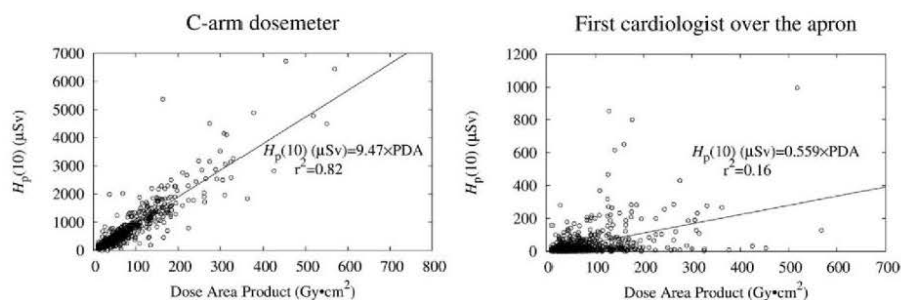 C-arm dosemeter
7000
6000
5000
4000
3000
2000
1000
0
Hp(10) (μSv)
Hp(10) (μSv)=9.47×PDA
r²=0.82
0 100 200 300 400 500 600 700 800
Dose Area Product (Gy•cm²)
First cardiologist over the apron
1200
1000
800
600
400
200
0
Hp(10) (μSv)
Hp(10) (μSv)=0.559×PDA
r²=0.16
0 100 200 300 400 500 600 700
Dose Area Product (Gy•cm²)